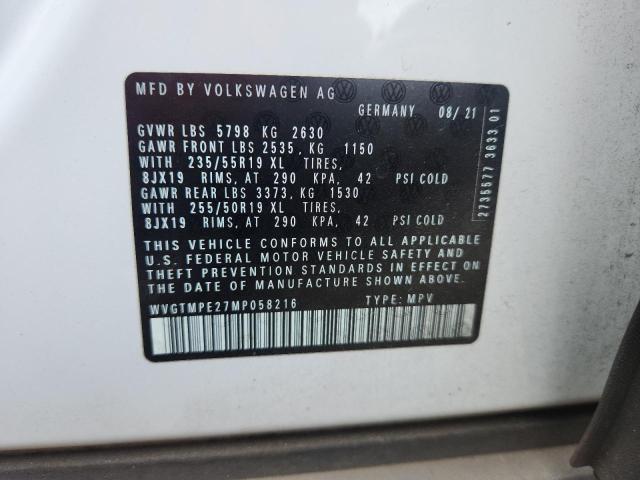 MFD BY VOLKSWAGEN AG
GERMANY 08/21
GVWR LBS 5798 KG 2630
GAWR FRONT LBS 2535, KG 1150
WITH 235/55R19 XL TIRES,
8JX19 RIMS, AT 290 KPA, 42 PSI COLD
GAWR REAR LBS 3373, KG 1530
WITH 255/50R19 XL TIRES,
8JX19 RIMS, AT 290 KPA, 42 PSI COLD
THIS VEHICLE CONFORMS TO ALL APPLICABLE
U.S. FEDERAL MOTOR VEHICLE SAFETY AND
THEFT PREVENTION STANDARDS IN EFFECT ON
THE DATE OF MANUFACTURE SHOWN ABOVE.
WVGTMPE27MP058216 TYPE: MPV
2735577 3633 01